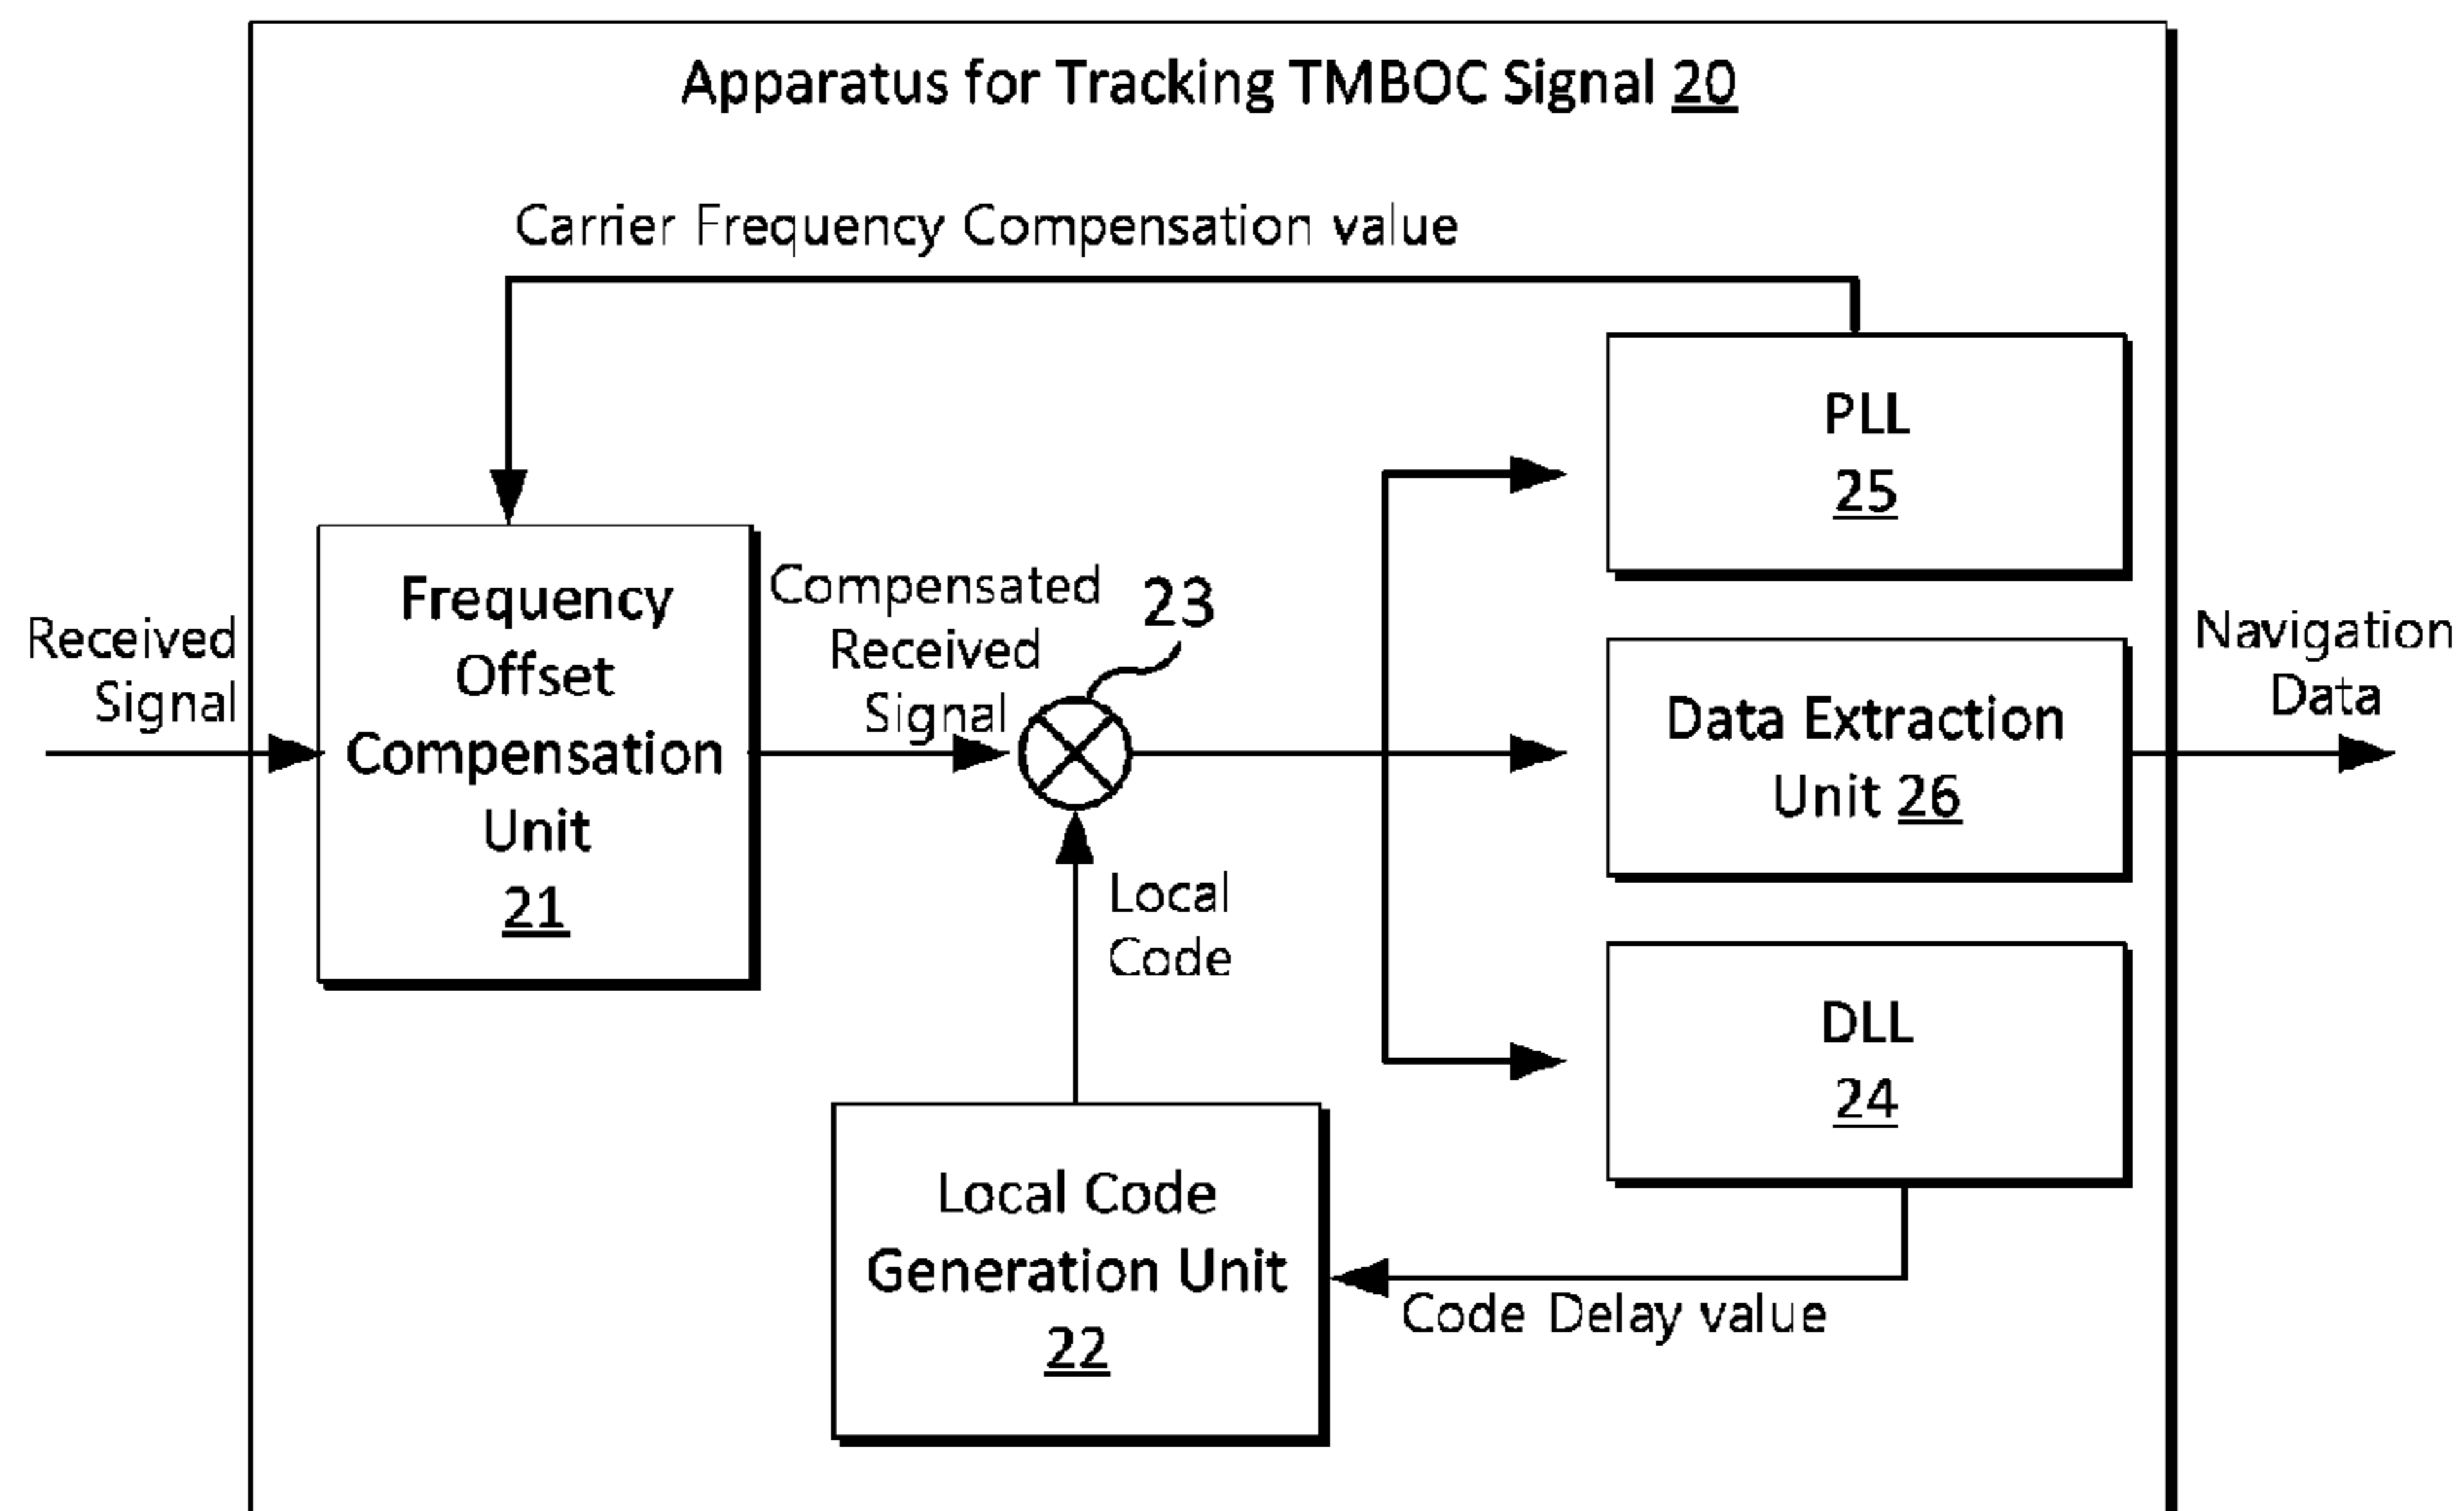 Apparatus for Tracking TMBOC Signal 20
Carrier Frequency Compensation value
PLL
25
Received
Signal
Frequency
Offset
Compensation
Unit
21
Compensated
Received
Signal
23
Data Extraction
Unit 26
Navigation
Data
Local
Code
DLL
24
Local Code
Generation Unit
22
Code Delay value